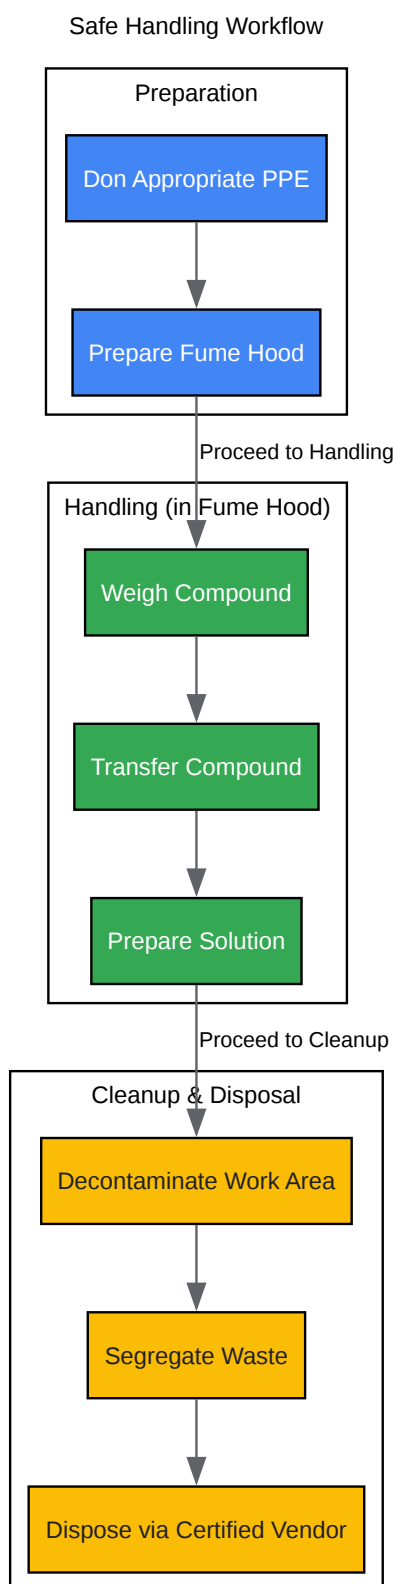 Safe Handling Workflow
Preparation
Don Appropriate PPE
Prepare Fume Hood
Proceed to Handling
Handling (in Fume Hood)
Weigh Compound
Transfer Compound
Prepare Solution
Proceed to Cleanup
Cleanup & Disposal
Decontaminate Work Area
Segregate Waste
Dispose via Certified Vendor